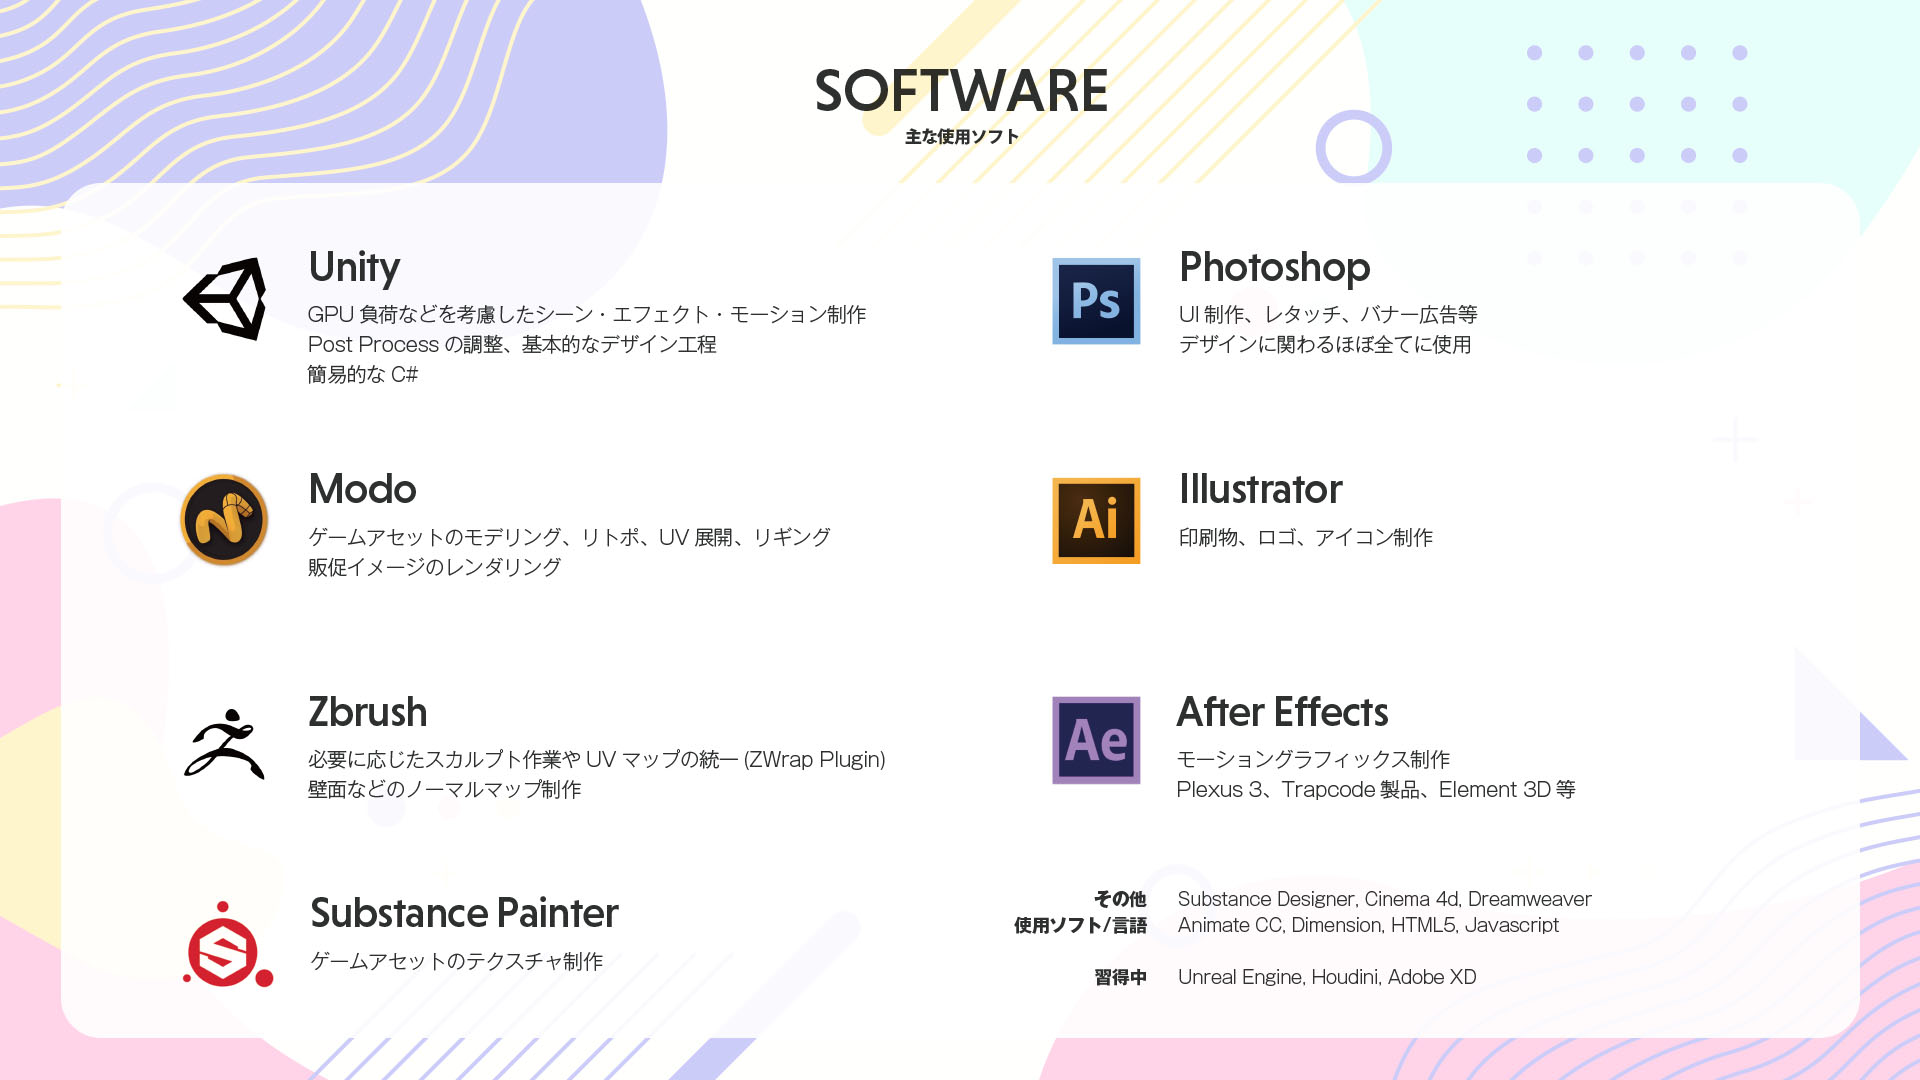 SOFTWARE
主な使用ソフト
Unity
GPU 負荷などを考慮したシーン・エフェクト・モーション制作
Post Process の調整、基本的なデザイン工程
簡易的な C#
Modo
ゲームアセットのモデリング、リトポ、UV 展開、リギング
販促イメージのレンダリング
Zbrush
必要に応じたスカルプト作業や UV マップの統一 (ZWrap Plugin)
壁面などのノーマルマップ制作
Substance Painter
ゲームアセットのテクスチャ制作
Ps
Photoshop
UI 制作、レタッチ、バナー広告等
デザインに関わるほぼ全てに使用
Ai
Illustrator
印刷物、ロゴ、アイコン制作
Ae
After Effects
モーショングラフィックス制作
Plexus 3、Trapcode 製品、Element 3D 等
その他 Substance Designer, Cinema 4d, Dreamweaver
使用ソフト/言語 Animate CC, Dimension, HTML5, Javascript
習得中 Unreal Engine, Houdini, Adobe XD